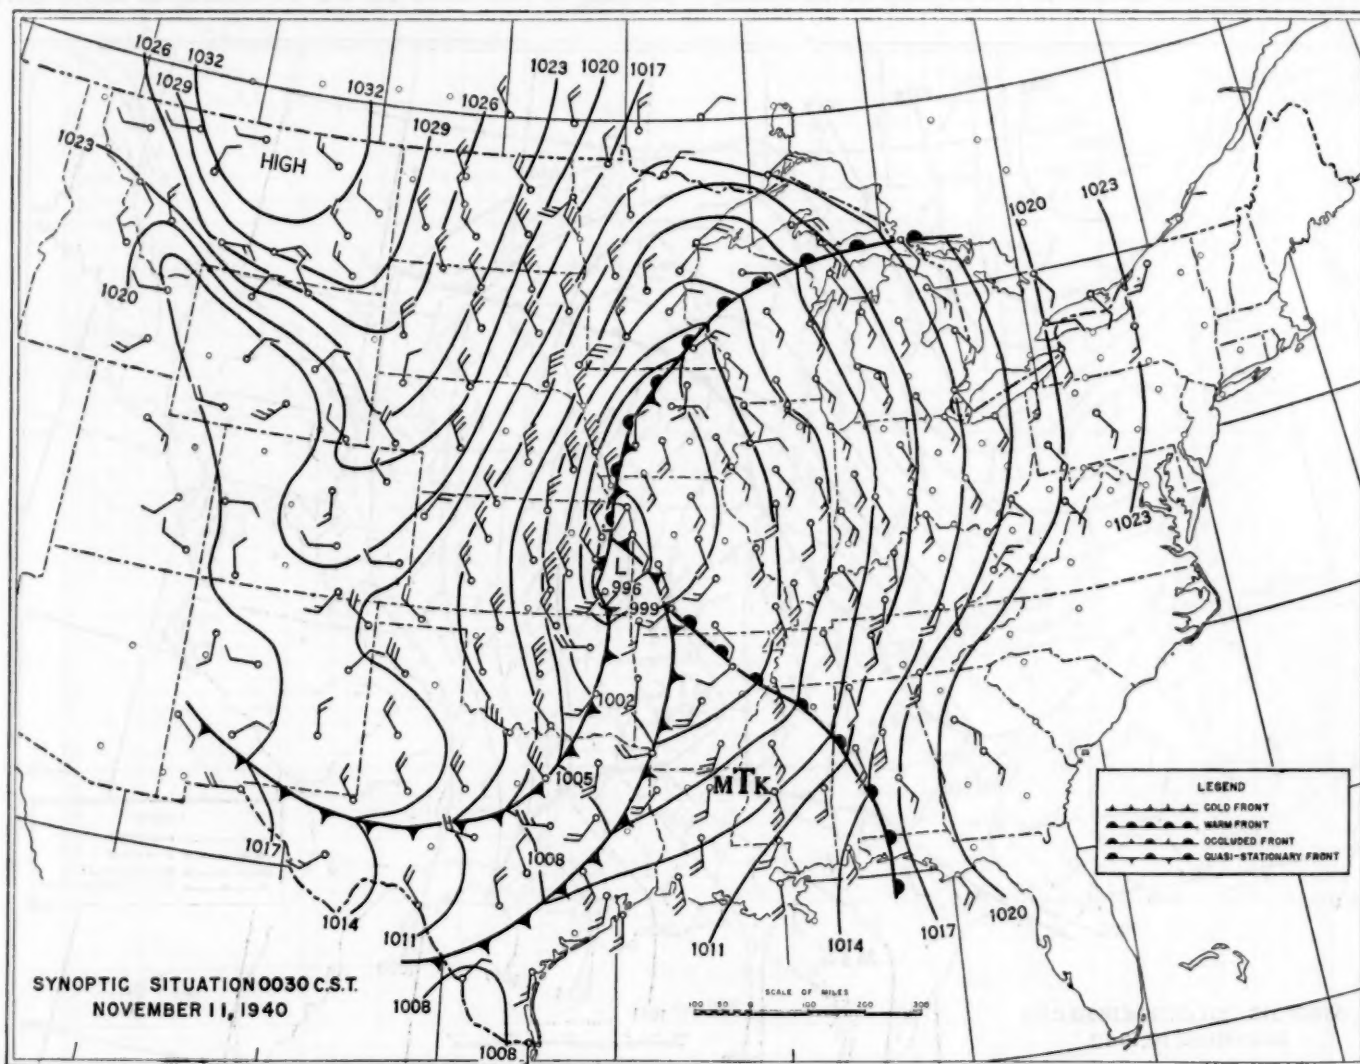 1026
1032
1029
1032
1023
1020
1017
1026
1029
1023
HIGH
1020
1023
1020
L
996
999
1023
1002
1005
MTK
1017
1008
1014
1011
1011
1014
1017
1020
1008
1008
LEGEND
COLD FRONT
WARM FRONT
OCCLUDED FRONT
QUASI-STATIONARY FRONT
SYNOPTIC SITUATION 0030 C.S.T.
NOVEMBER 11, 1940
SCALE OF MILES
100 50 0 100 200 300